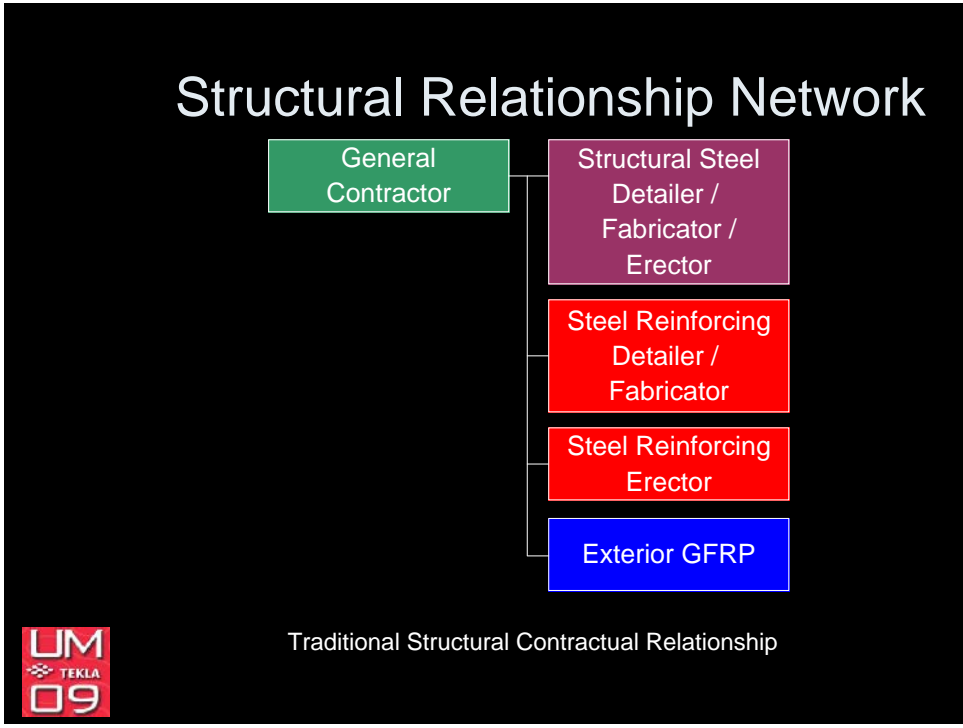 Structural Relationship Network
General
Contractor
Structural Steel
Detailer /
Fabricator /
Erector
Steel Reinforcing
Detailer /
Fabricator
Steel Reinforcing
Erector
Exterior GFRP
Traditional Structural Contractual Relationship
UM
TEKLA
09